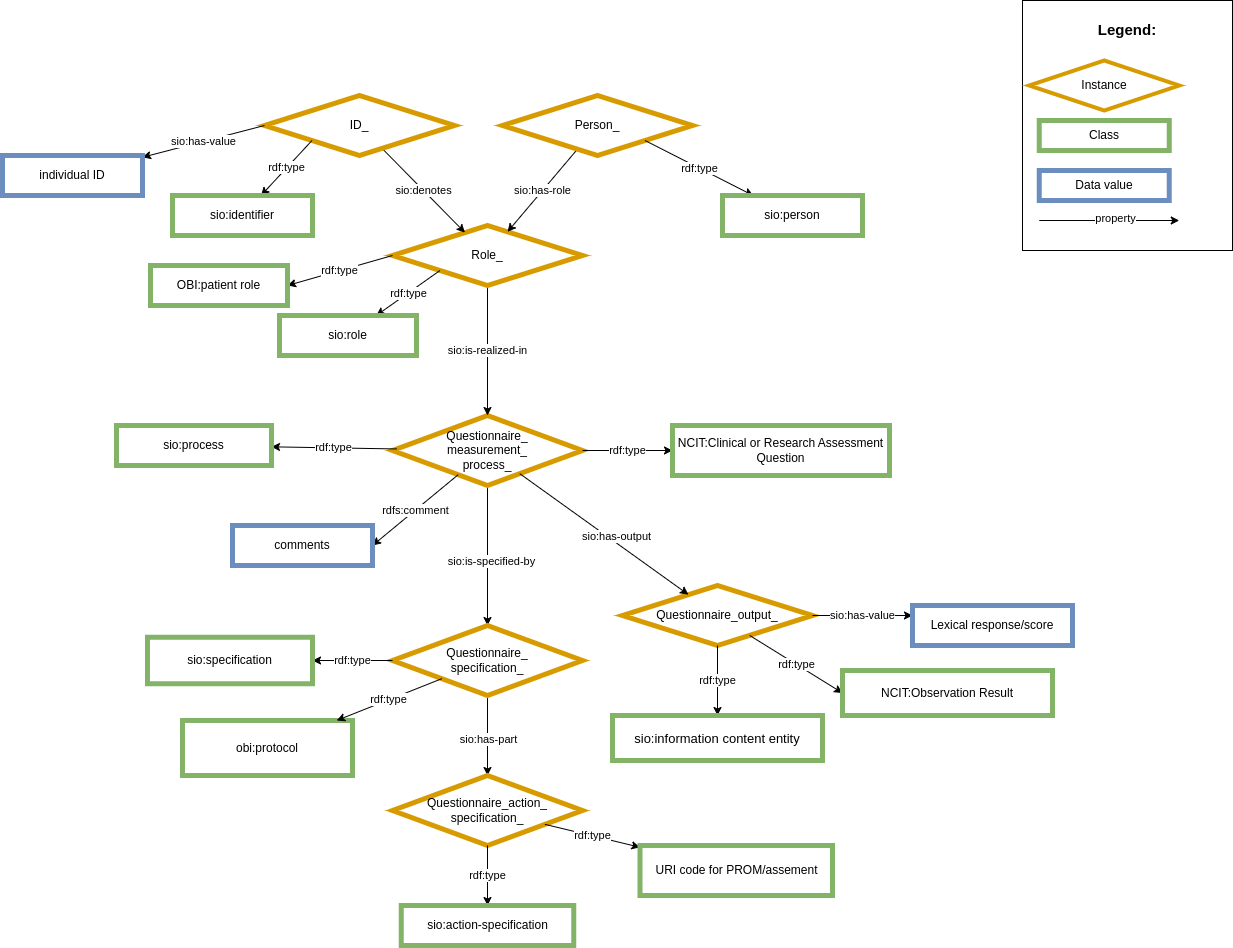 Legend:
Instance
Class
Data value
property
ID_
Person_
sio:has-value
individual ID
rdf:type
sio:identifier
sio:denotes
sio:has-role
rdf:type
sio:person
Role_
rdf:type
OBI:patient role
rdf:type
sio:role
sio:is-realized-in
Questionnaire_
measurement_
process_
rdf:type
sio:process
rdf:type
NCIT:Clinical or Research Assessment
Question
rdfs:comment
comments
sio:is-specified-by
sio:has-output
Questionnaire_output_
sio:has-value
Lexical response/score
rdf:type
NCIT:Observation Result
rdf:type
sio:information content entity
Questionnaire_
specification_
rdf:type
sio:specification
rdf:type
obi:protocol
sio:has-part
Questionnaire_action_
specification_
rdf:type
URI code for PROM/assement
rdf:type
sio:action-specification